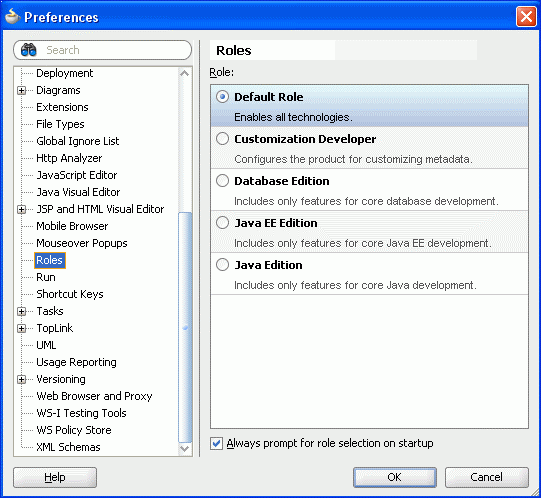 Preferences
Search
Deployment
Diagrams
Extensions
File Types
Global Ignore List
Http Analyzer
JavaScript Editor
Java Visual Editor
JSP and HTML Visual Editor
Mobile Browser
Mouseover Popups
Roles
Run
Shortcut Keys
Tasks
TopLink
UML
Usage Reporting
Versioning
Web Browser and Proxy
WS-I Testing Tools
WS Policy Store
XML Schemas
Roles
Role:
Default Role
Enables all technologies.
Customization Developer
Configures the product for customizing metadata.
Database Edition
Includes only features for core database development.
Java EE Edition
Includes only features for core Java EE development.
Java Edition
Includes only features for core Java development.
Always prompt for role selection on startup
Help
OK
Cancel